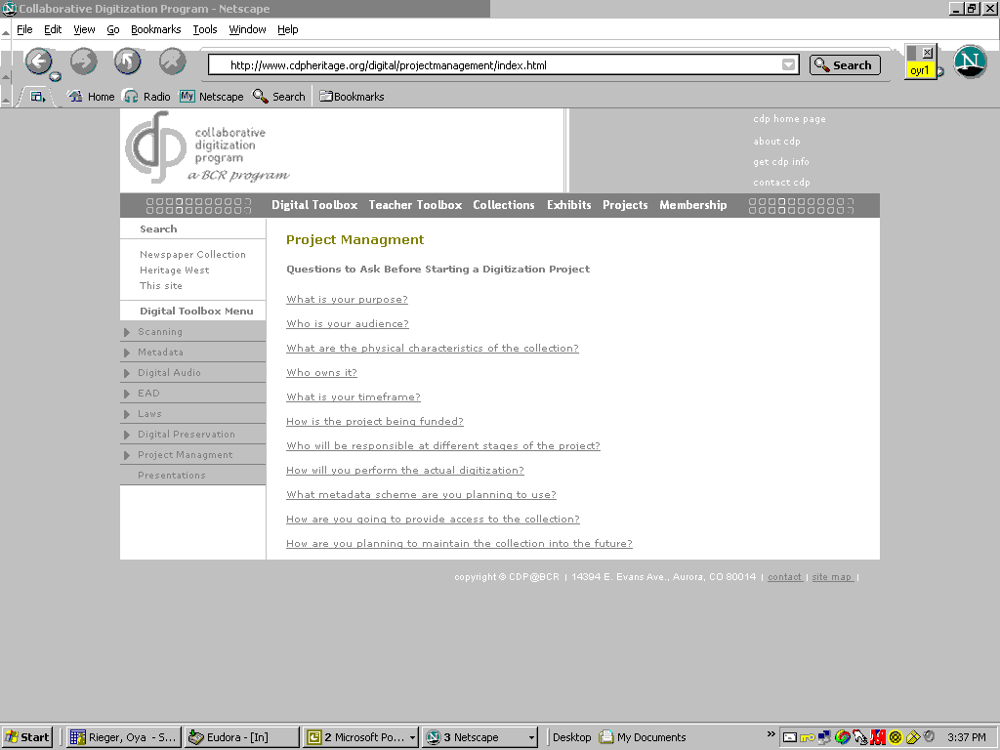 Collaborative Digitization Program - Netscape
File Edit View Go Bookmarks Tools Window Help
http://www.cdpheritage.org/digital/projectmanagement/index.html
Search
oyr1
N
Home Radio My Netscape Search Bookmarks
cdp
collaborative
digitization
program
a BCR program
cdp home page
about cdp
get cdp info
contact cdp
Digital Toolbox Teacher Toolbox Collections Exhibits Projects Membership
Search
Newspaper Collection
Heritage West
This site
Digital Toolbox Menu
Scanning
Metadata
Digital Audio
EAD
Laws
Digital Preservation
Project Managment
Presentations
Project Managment
Questions to Ask Before Starting a Digitization Project
What is your purpose?
Who is your audience?
What are the physical characteristics of the collection?
Who owns it?
What is your timeframe?
How is the project being funded?
Who will be responsible at different stages of the project?
How will you perform the actual digitization?
What metadata scheme are you planning to use?
How are you going to provide access to the collection?
How are you planning to maintain the collection into the future?
copyright © CDP@BCR | 14394 E. Evans Ave., Aurora, CO 80014 | contact | site map |
Start Rieger, Oya - S... Eudora - [In] 2 Microsoft Po... 3 Netscape Desktop My Documents » 3:37 PM